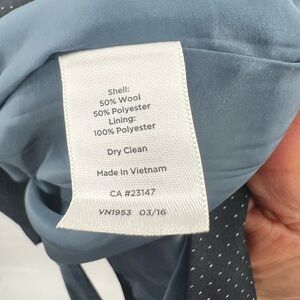 Shell:
50% Wool
50% Polyester
Lining:
100% Polyester
Dry Clean
Made in Vietnam
CA #23147
VN1953 03/16